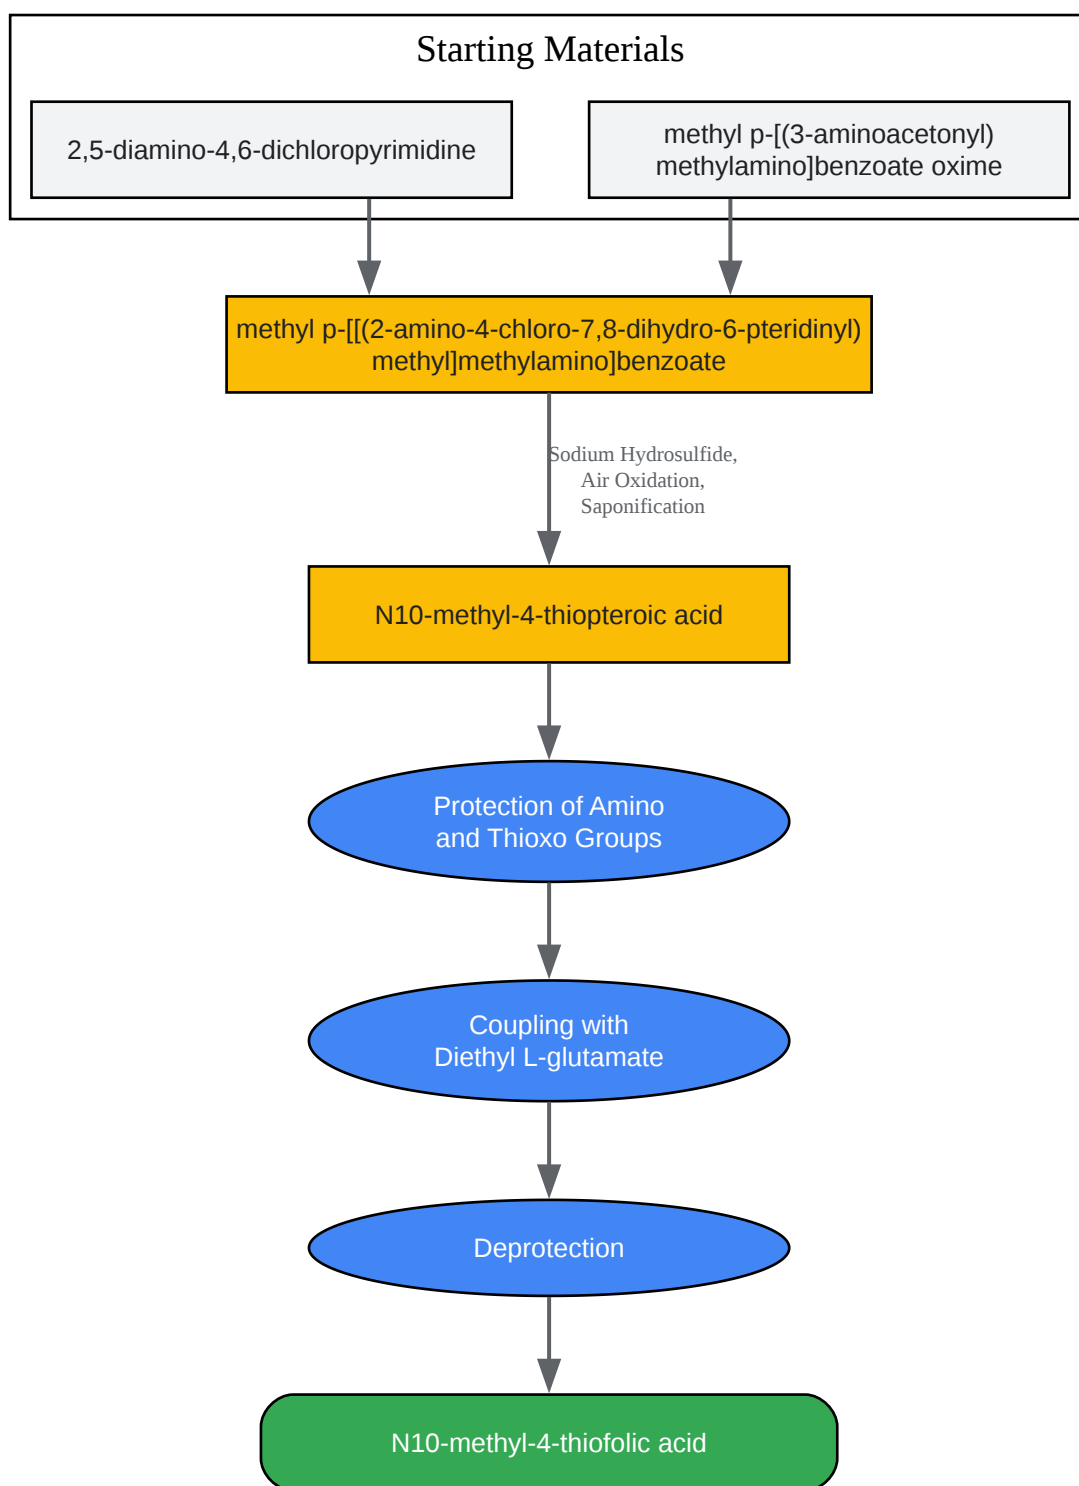 Starting Materials
2,5-diamino-4,6-dichloropyrimidine
methyl p-[(3-aminoacetonyl)
methylamino]benzoate oxime
methyl p-[[(2-amino-4-chloro-7,8-dihydro-6-pteridinyl)
methyl]methylamino]benzoate
Sodium Hydrosulfide,
Air Oxidation,
Saponification
N10-methyl-4-thiopteroic acid
Protection of Amino
and Thioxo Groups
Coupling with
Diethyl L-glutamate
Deprotection
N10-methyl-4-thiofolic acid